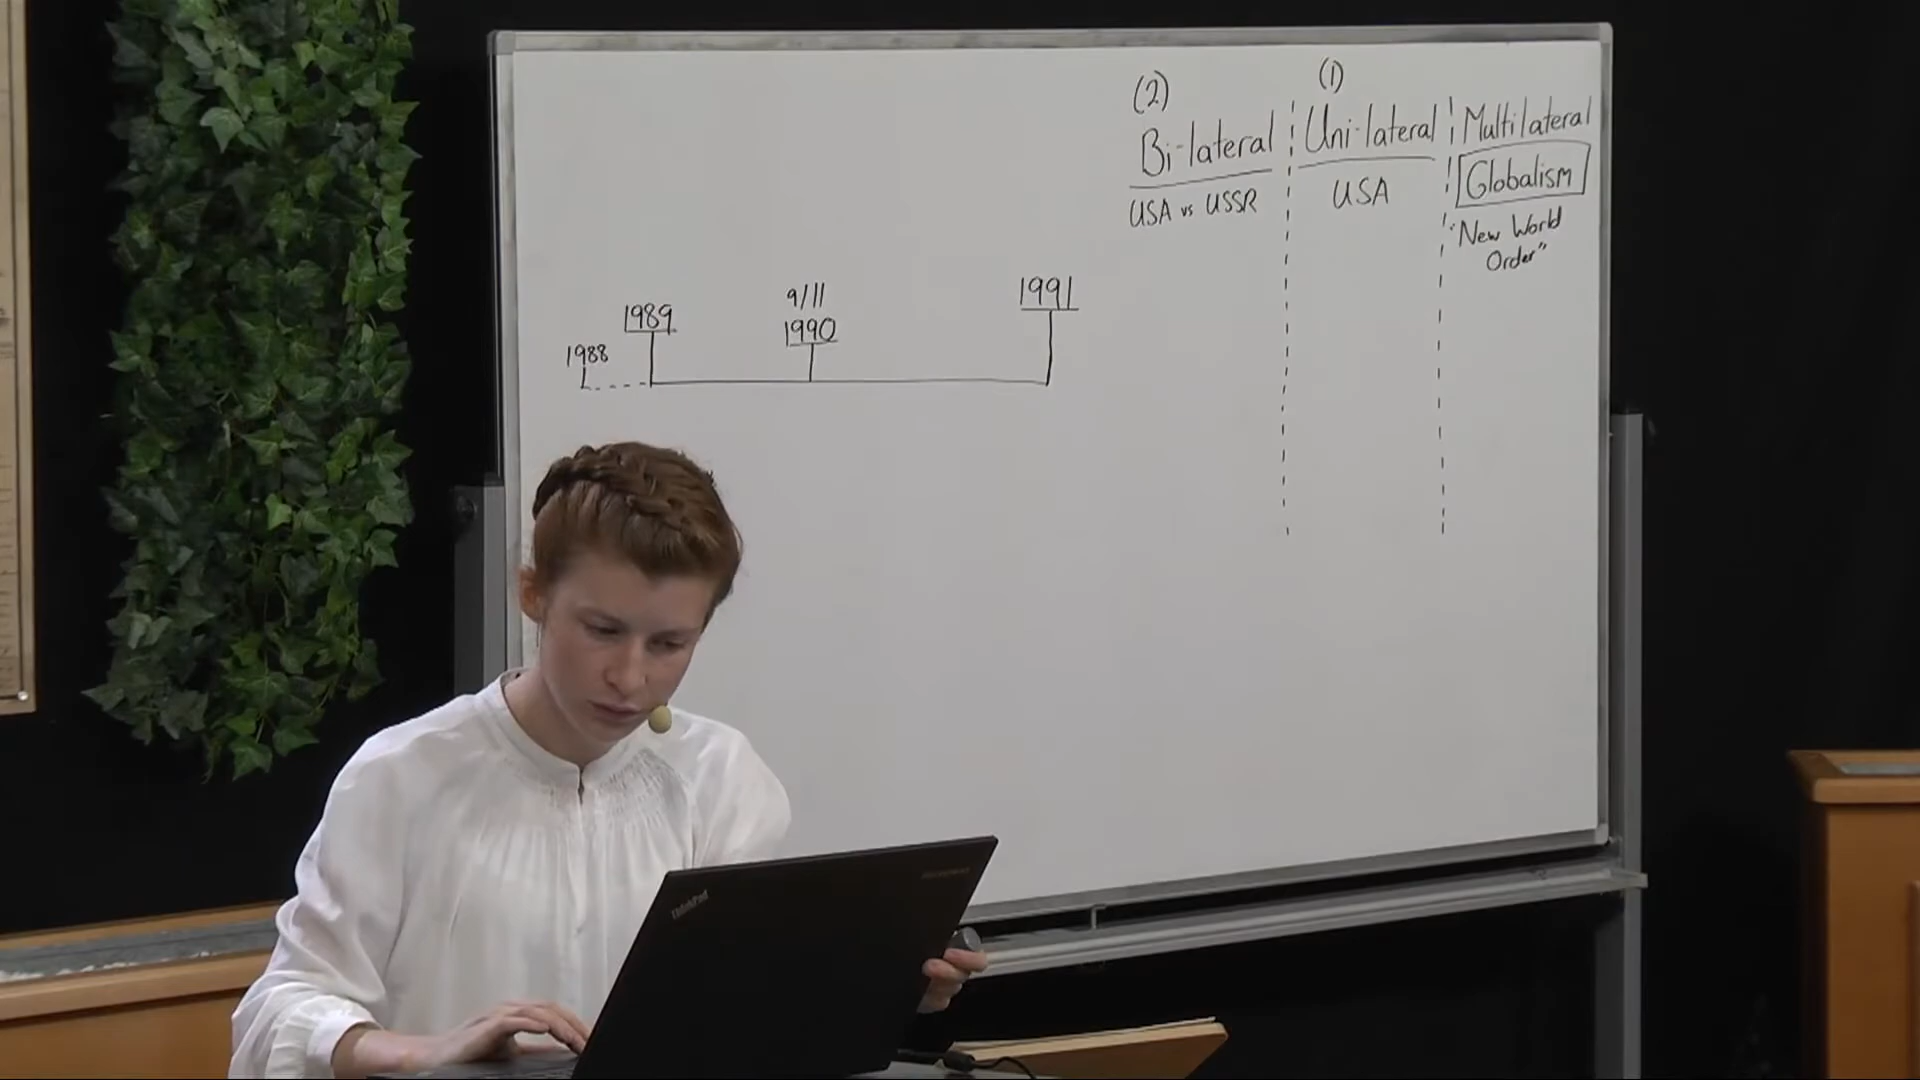 (2)
Bi-lateral
USA vs USSR
(1)
Uni-lateral
USA
Multilateral
Globalism
"New World
Order"
1988
1989
9/11
1990
1991
ThinkPad